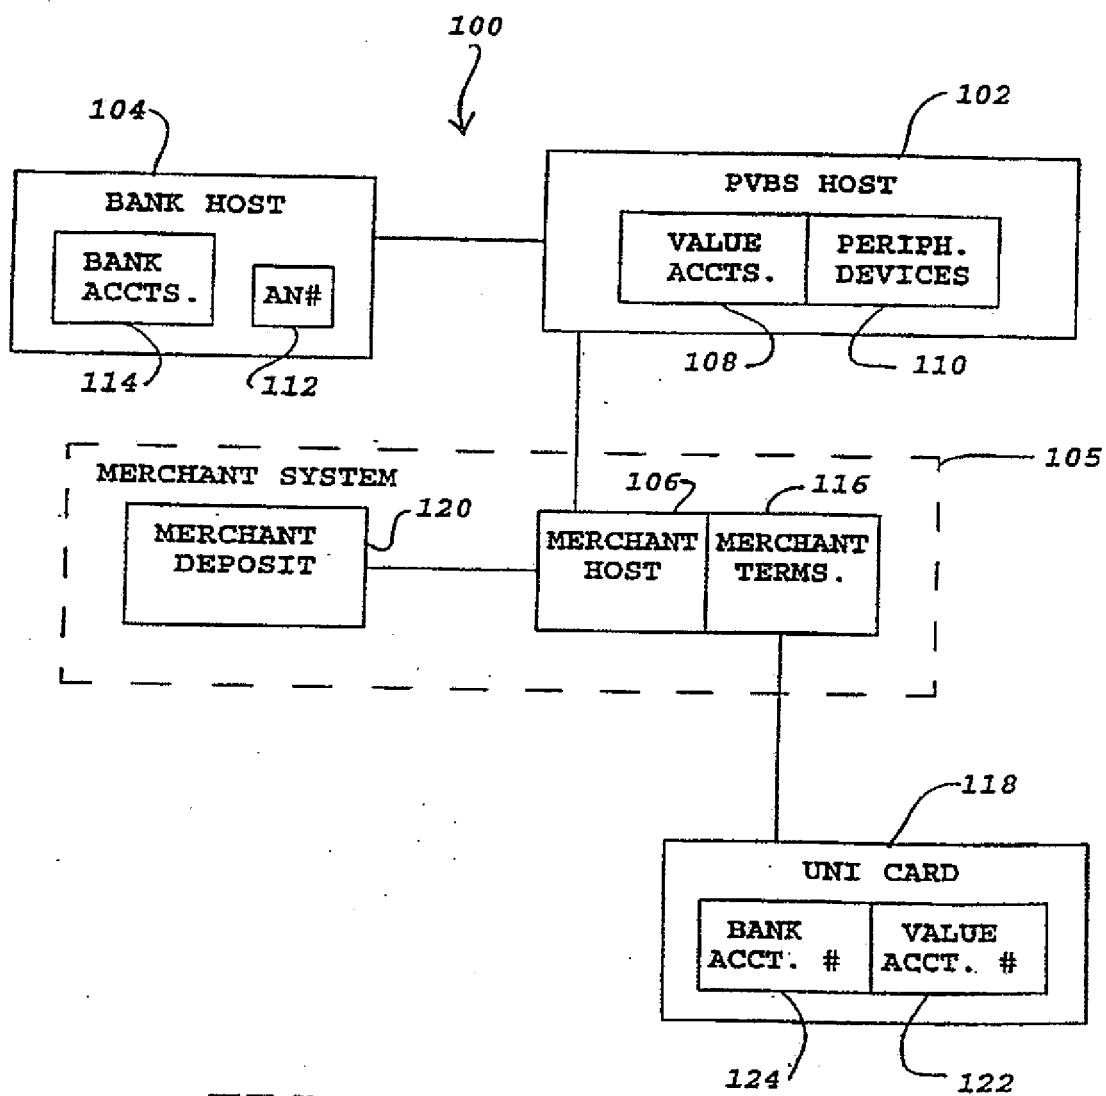 100
104
102
BANK HOST
PVBS HOST
BANK
ACCTS.
AN#
VALUE
ACCTS.
PERIPH.
DEVICES
114
112
108
110
105
MERCHANT SYSTEM
106
116
120
MERCHANT
DEPOSIT
MERCHANT
HOST
MERCHANT
TERMS.
118
UNI CARD
BANK
ACCT. #
VALUE
ACCT. #
124
122